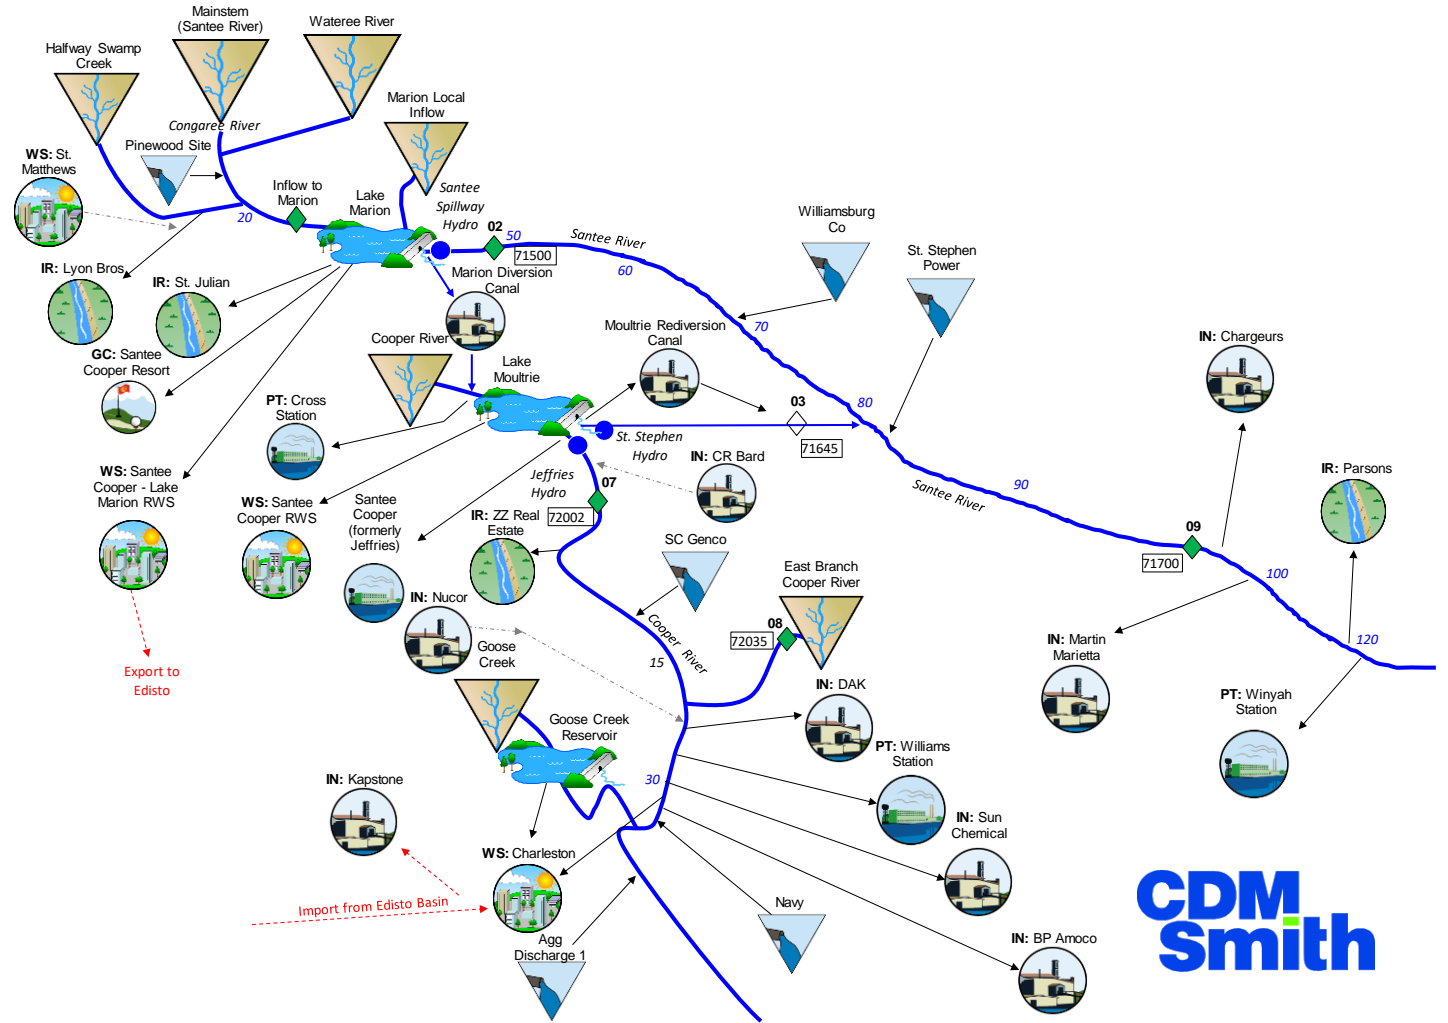 Mainstem
(Santee River)
Wateree River
Halfway Swamp
Creek
Marion Local
Inflow
Congaree River
Pinewood Site
WS: St.
Matthews
Inflow to
Marion
Lake
Marion
Santee
Spillway
Hydro
20
02
50
71500
Santee River
60
Williamsburg
Co
St. Stephen
Power
IR: Lyon Bros
IR: St. Julian
Marion Diversion
Canal
GC: Santee
Cooper Resort
Cooper River
Lake
Moultrie
Moultrie Rediversion
Canal
70
IN: Chargeurs
PT: Cross
Station
03
80
71645
St. Stephen
Hydro
WS: Santee
Cooper - Lake
Marion RWS
WS: Santee
Cooper RWS
Santee
Cooper
(formerly
Jeffries)
Jeffries
Hydro
07
72002
IN: CR Bard
Santee River
90
IR: Parsons
IR: ZZ Real
Estate
SC Genco
09
71700
100
East Branch
Cooper River
IN: Nucor
Cooper River
08
72035
120
IN: Martin
Marietta
Goose
Creek
15
Export to
Edisto
IN: DAK
PT: Winyah
Station
Goose Creek
Reservoir
PT: Williams
Station
IN: Kapstone
30
IN: Sun
Chemical
WS: Charleston
Import from Edisto Basin
Navy
Agg
Discharge 1
IN: BP Amoco
CDM
Smith